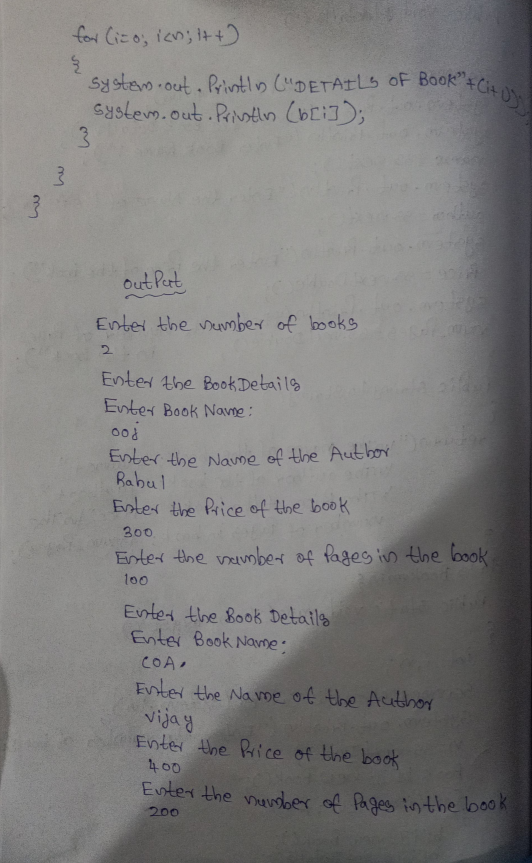 for (i=0; i<n; i++)
{
System.out.Println ("DETAILS OF BOOK"+(i+1));
System.out.Println (b[i]);
}
}
}
outPut
Enter the number of books
2
Enter the Book Details
Enter Book Name:
ooj
Enter the Name of the Author
Rahul
Enter the Price of the book
300
Enter the number of Pages in the book
100
Enter the Book Details
Enter Book Name:
COA.
Enter the Name of the Author
Vijay
Enter the Price of the book
400
Enter the number of Pages in the book
200